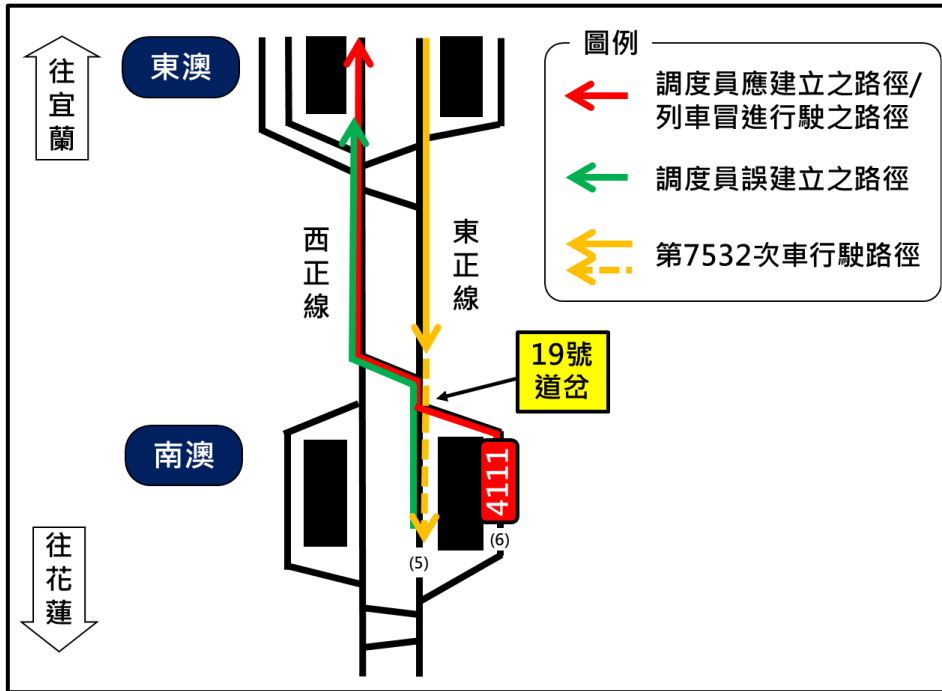 往宜蘭
東澳
圖例
調度員應建立之路徑/
列車冒進行駛之路徑
調度員誤建立之路徑
第7532次車行駛路徑
西正線
東正線
19號
道岔
南澳
4111
(5)
(6)
往花蓮